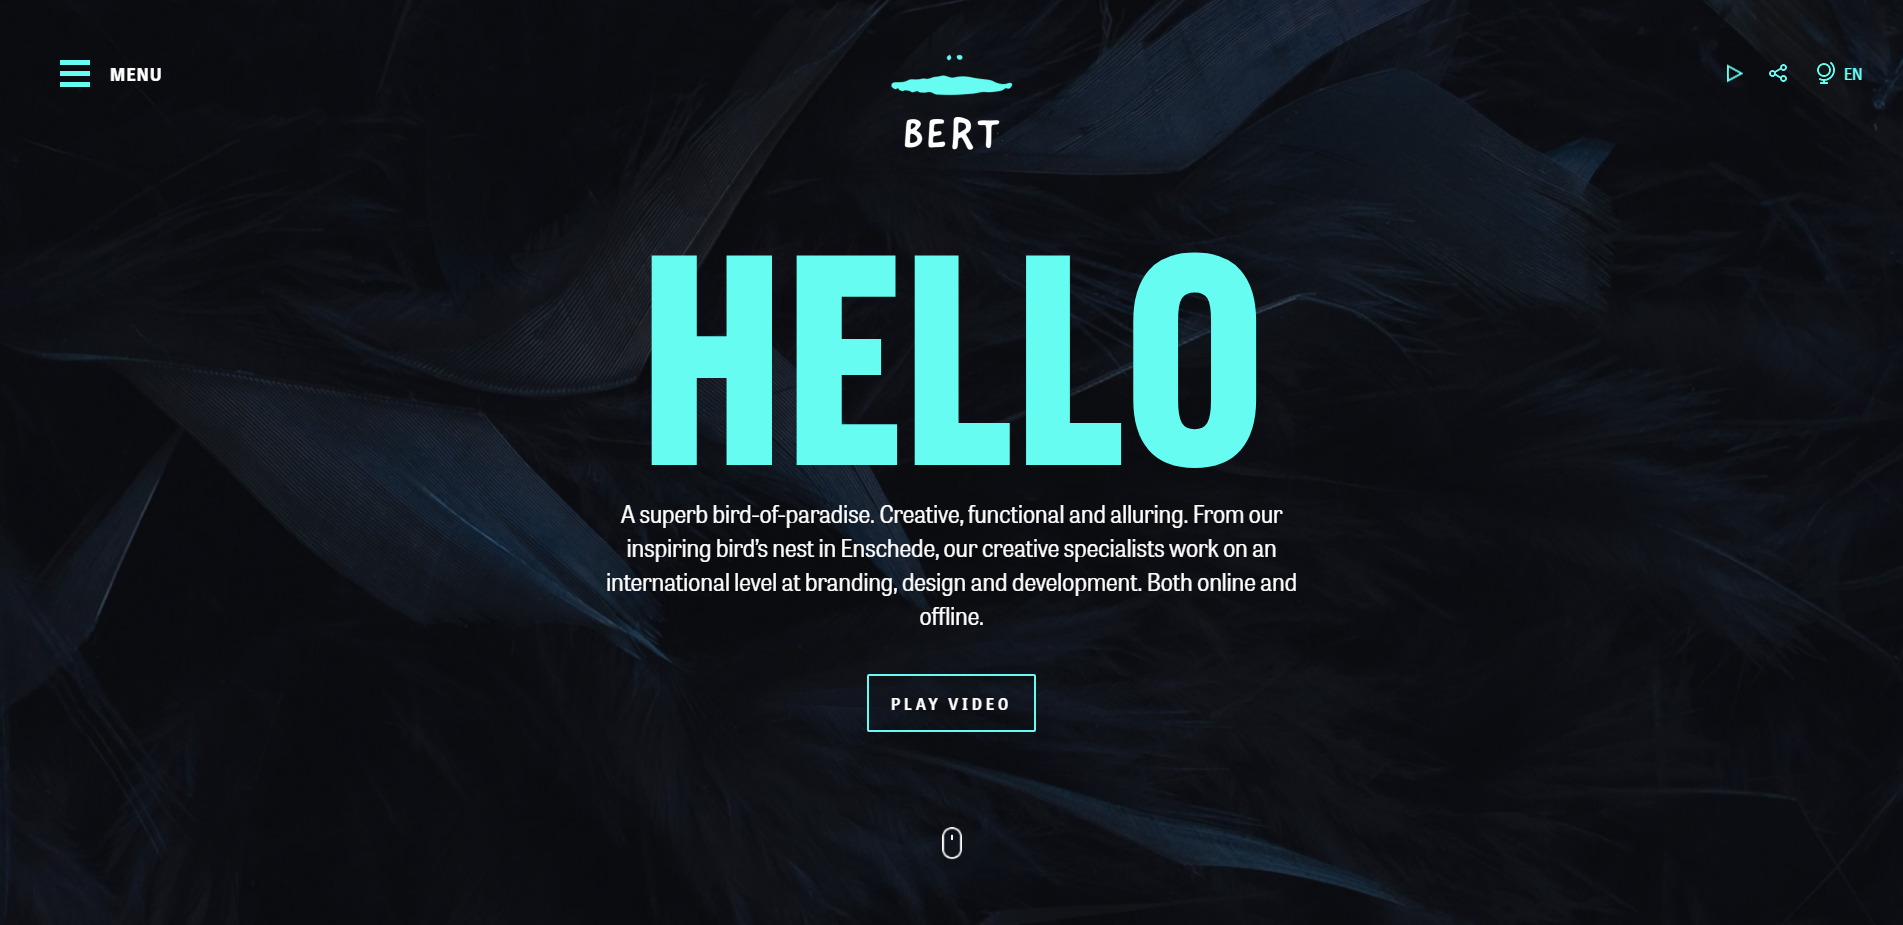 MENU
BERT
EN
HELLO
A superb bird-of-paradise. Creative, functional and alluring. From our
inspiring bird’s nest in Enschede, our creative specialists work on an
international level at branding, design and development. Both online and
offline.
PLAY VIDEO